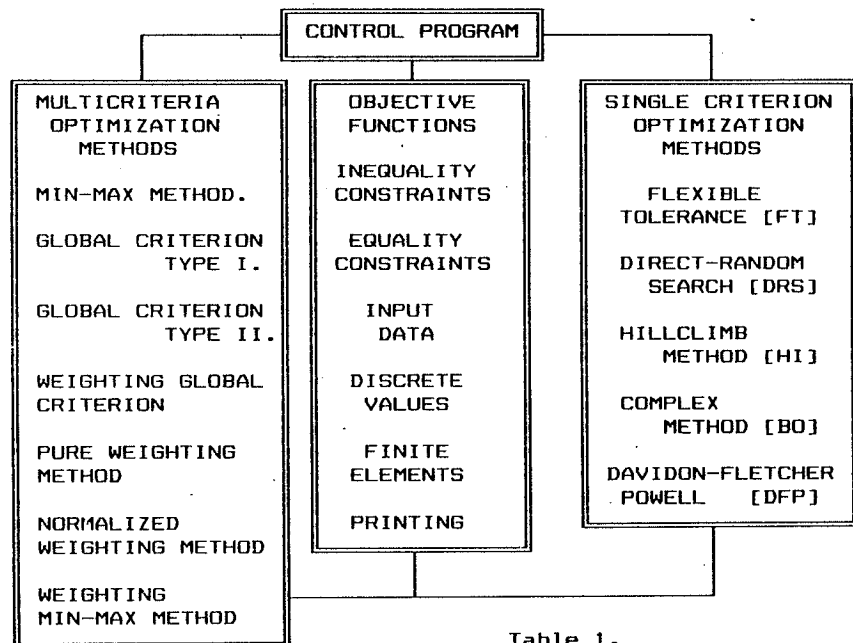 CONTROL PROGRAM
MULTICRITERIA
OPTIMIZATION
METHODS
MIN-MAX METHOD.
GLOBAL CRITERION
TYPE I.
GLOBAL CRITERION
TYPE II.
WEIGHTING GLOBAL
CRITERION
PURE WEIGHTING
METHOD
NORMALIZED
WEIGHTING METHOD
WEIGHTING
MIN-MAX METHOD
OBJECTIVE
FUNCTIONS
INEQUALITY
CONSTRAINTS
EQUALITY
CONSTRAINTS
INPUT
DATA
DISCRETE
VALUES
FINITE
ELEMENTS
PRINTING
SINGLE CRITERION
OPTIMIZATION
METHODS
FLEXIBLE
TOLERANCE [FT]
DIRECT-RANDOM
SEARCH [DRS]
HILLCLIMB
METHOD [HI]
COMPLEX
METHOD [BO]
DAVIDON-FLETCHER
POWELL [DFP]
Table 1.